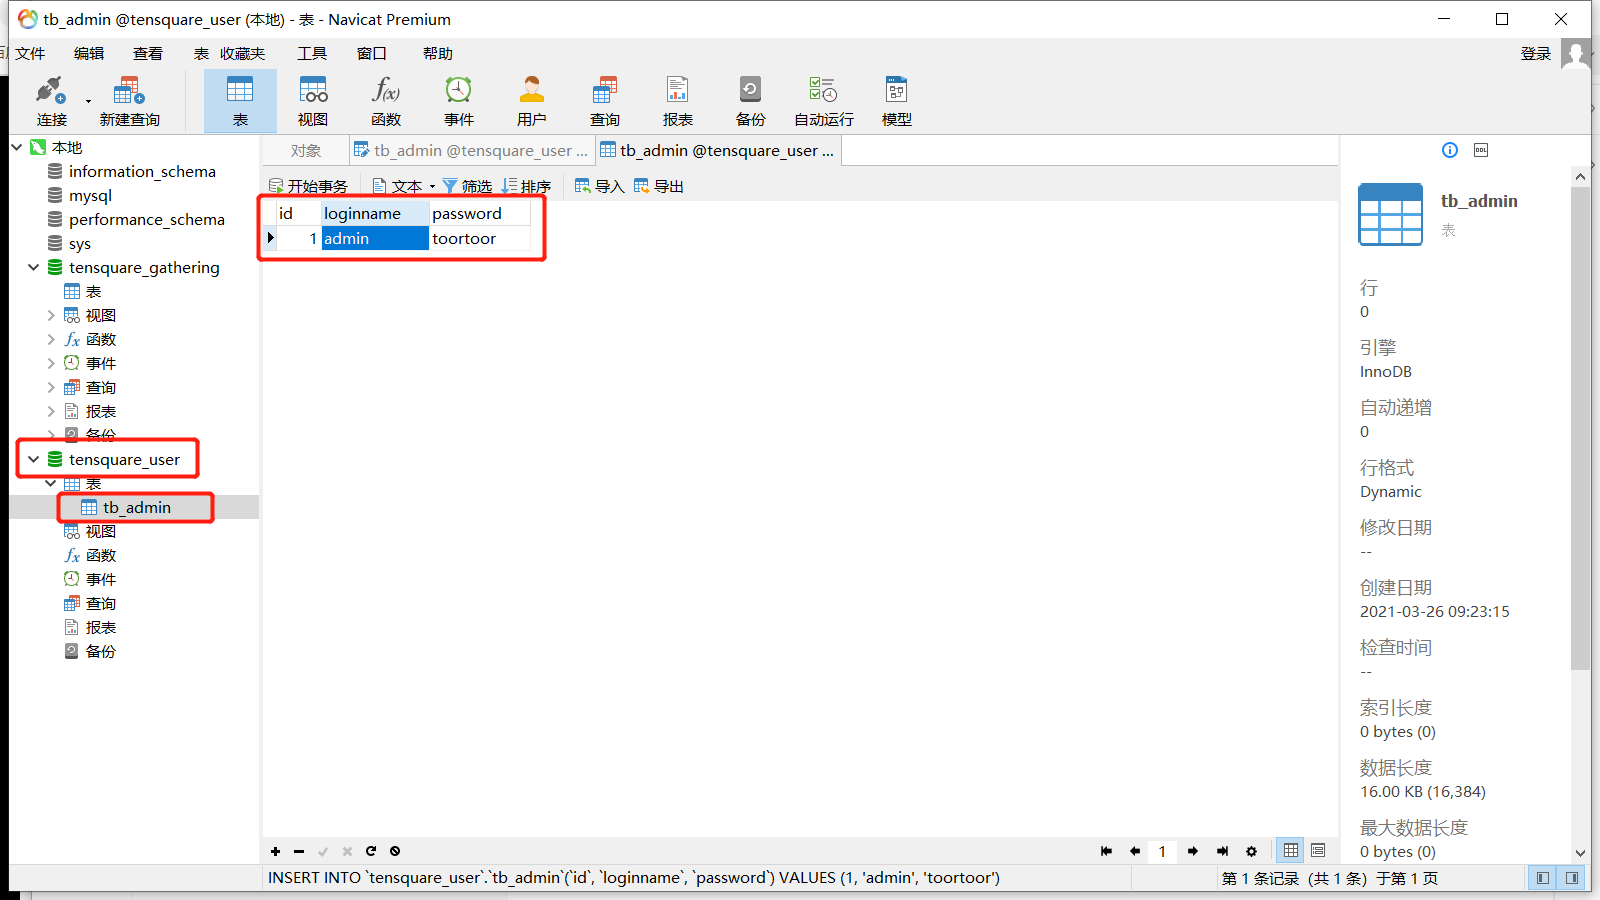 tb_admin @tensquare_user (本地) - 表 - Navicat Premium
文件 编辑 查看 表 收藏夹 工具 窗口 帮助 登录
连接 新建查询 表 视图 函数 事件 用户 查询 报表 备份 自动运行 模型
本地
information_schema
mysql
performance_schema
sys
tensquare_gathering
表
视图
函数
事件
查询
报表
备份
tensquare_user
表
tb_admin
视图
函数
事件
查询
报表
备份
对象 tb_admin @tensquare_user ... tb_admin @tensquare_user ...
开始事务 文本 筛选 排序 导入 导出
id loginname password
1 admin toortoor
tb_admin
表
行
0
引擎
InnoDB
自动递增
0
行格式
Dynamic
修改日期
--
创建日期
2021-03-26 09:23:15
检查时间
--
索引长度
0 bytes (0)
数据长度
16.00 KB (16,384)
最大数据长度
0 bytes (0)
1
INSERT INTO `tensquare_user`.`tb_admin`(`id`, `loginname`, `password`) VALUES (1, 'admin', 'toortoor')
第 1 条记录 (共 1 条) 于第 1 页